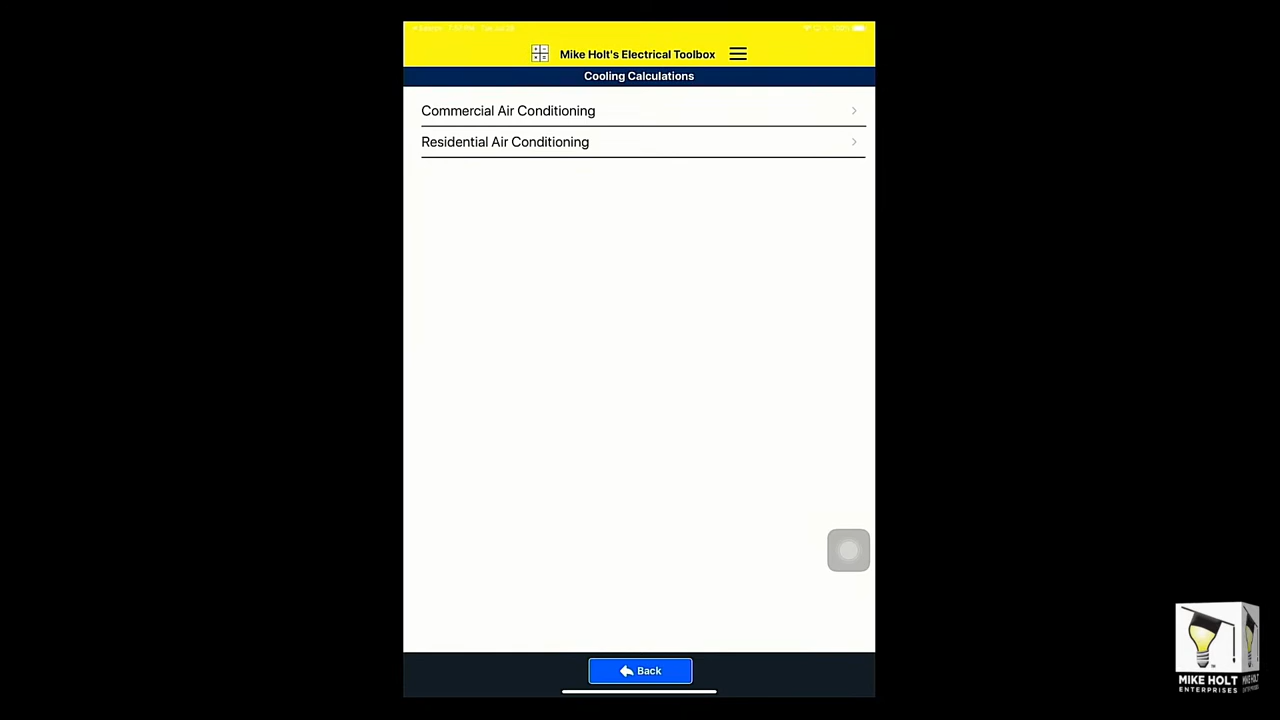 Mike Holt's Electrical Toolbox
Cooling Calculations
Commercial Air Conditioning
Residential Air Conditioning
Back
MIKE HOLT
ENTERPRISES